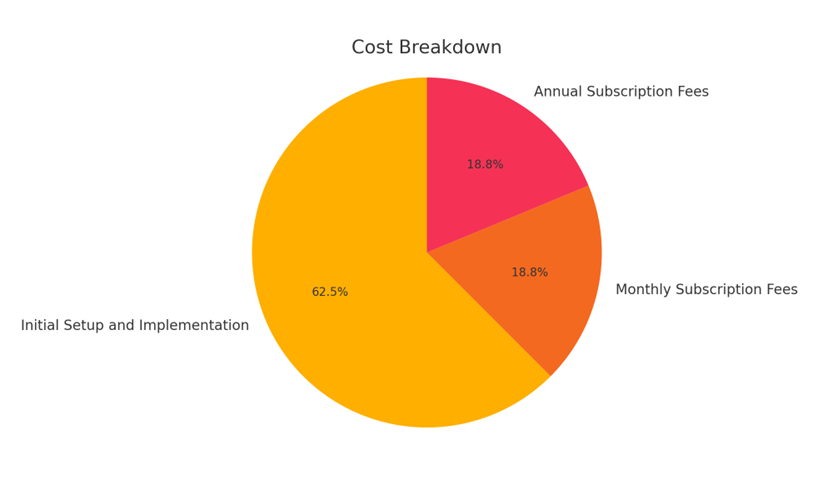 Cost Breakdown
Annual Subscription Fees
18.8%
18.8%
Monthly Subscription Fees
62.5%
Initial Setup and Implementation